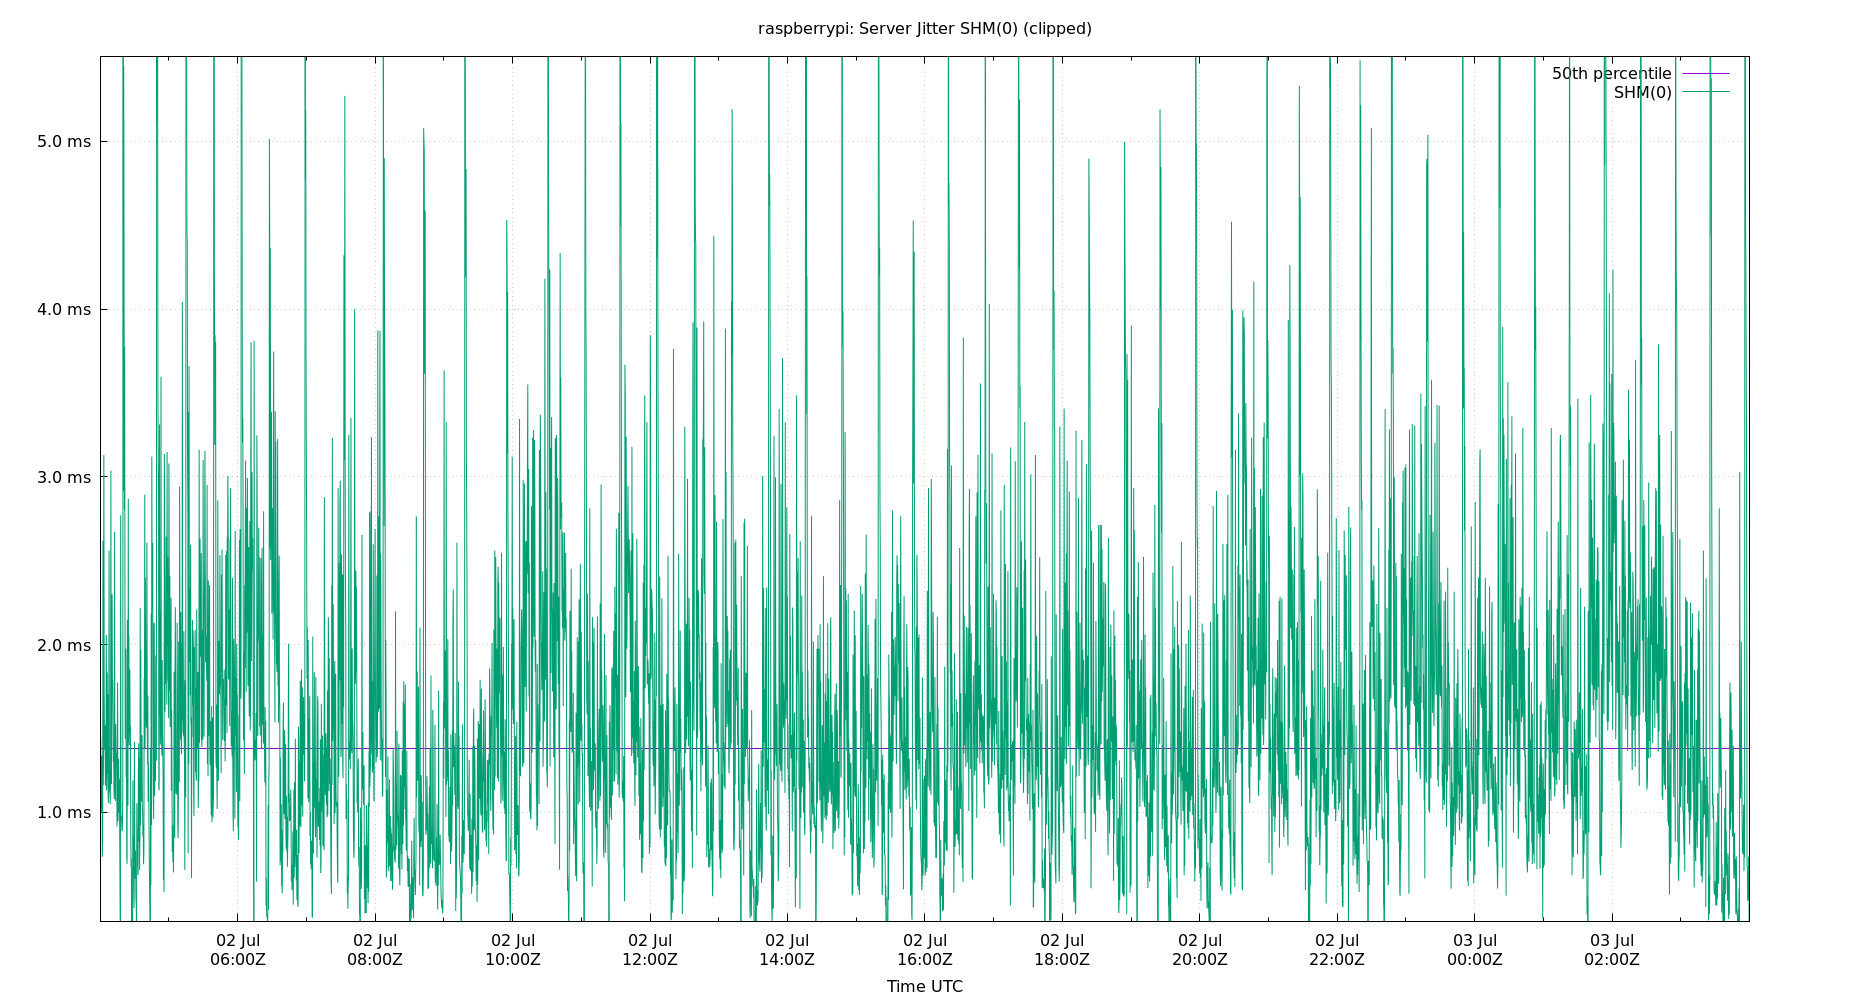 raspberrypi: Server Jitter SHM(0) (clipped)
50th percentile
SHM(0)
5.0 ms
4.0 ms
3.0 ms
2.0 ms
1.0 ms
02 Jul 02 Jul 02 Jul 02 Jul 02 Jul 02 Jul 02 Jul 02 Jul 02 Jul 03 Jul 03 Jul
06:00Z 08:00Z 10:00Z 12:00Z 14:00Z 16:00Z 18:00Z 20:00Z 22:00Z 00:00Z 02:00Z
Time UTC